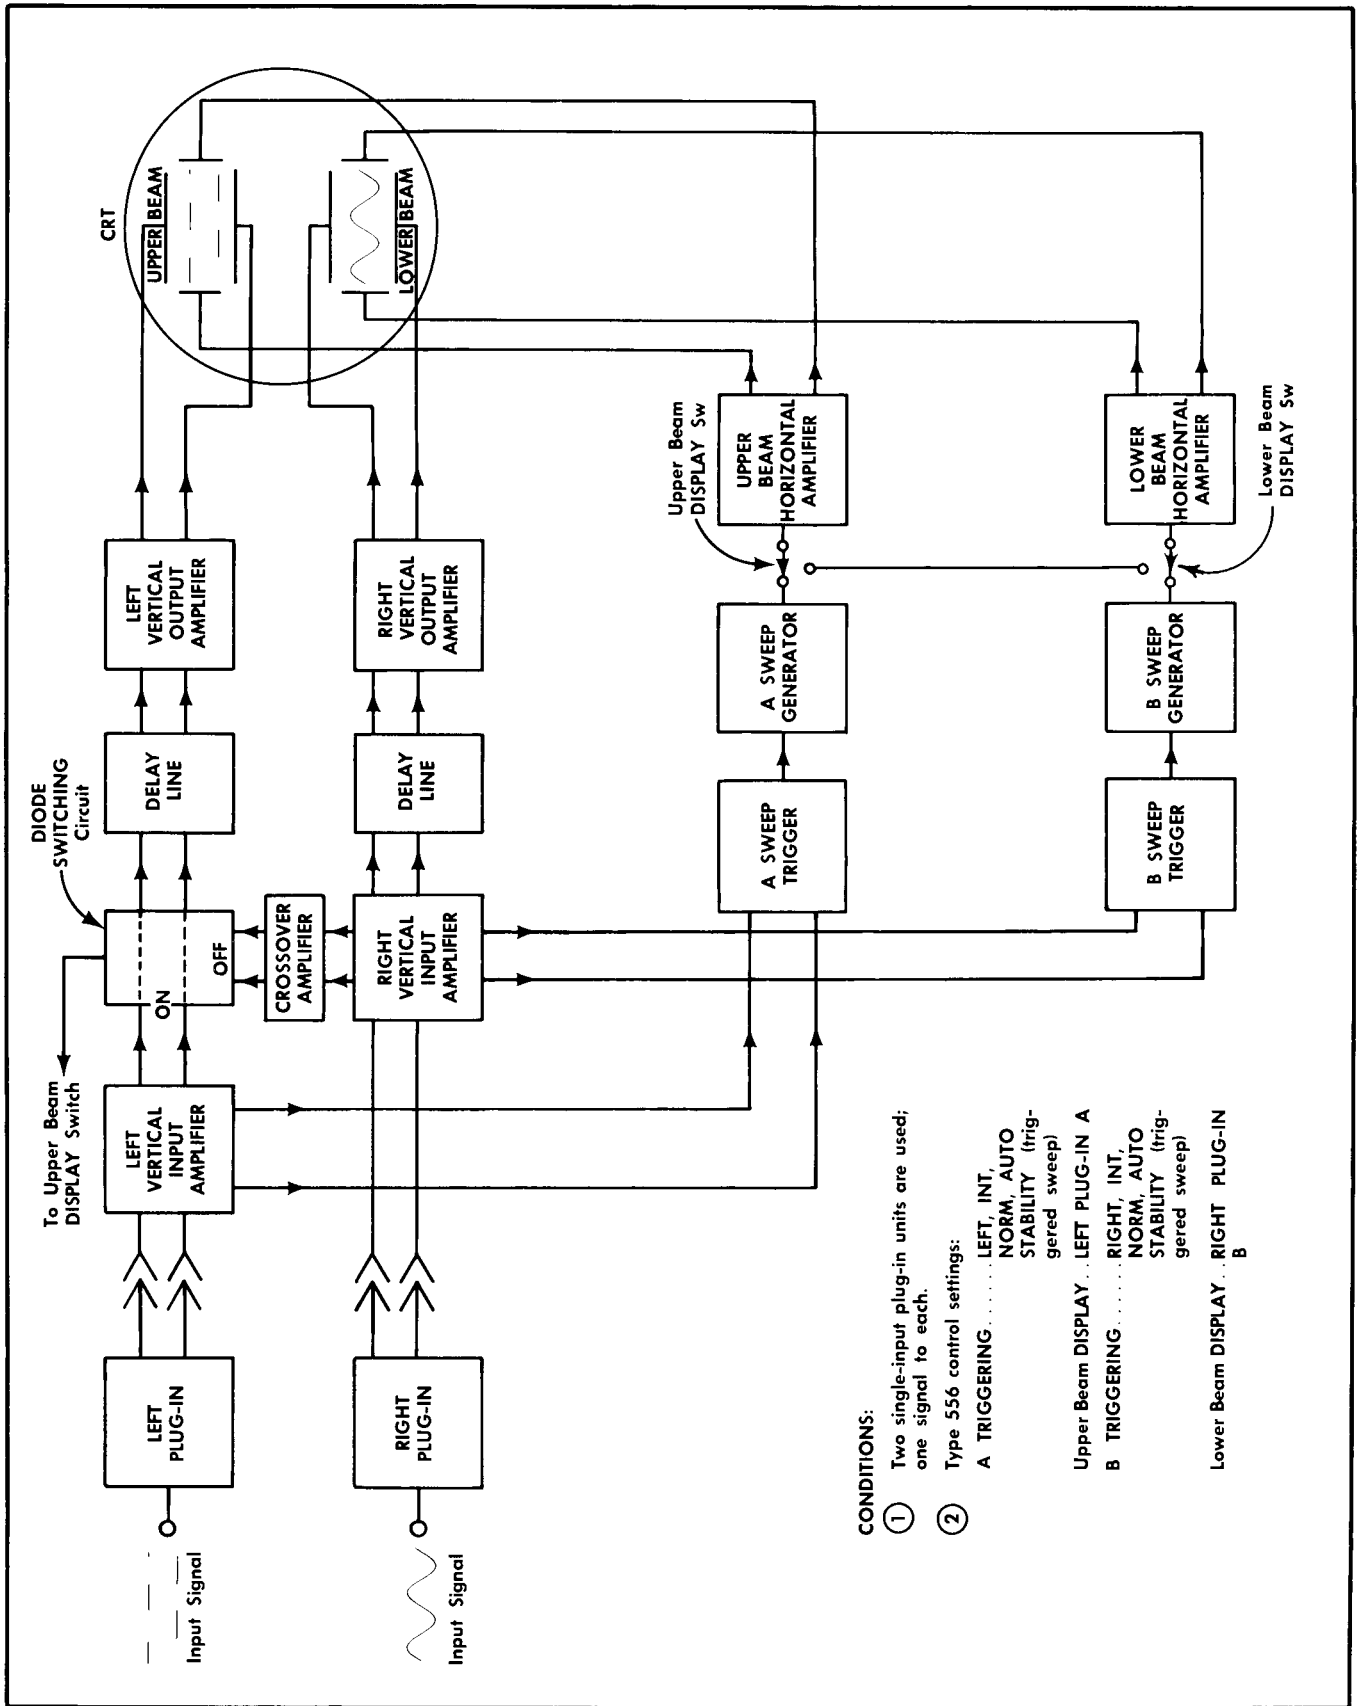 To Upper Beam
DISPLAY Switch
DIODE
SWITCHING
Circuit
CRT
Input Signal
LEFT
PLUG-IN
LEFT
VERTICAL
INPUT
AMPLIFIER
ON
OFF
DELAY
LINE
LEFT
VERTICAL
OUTPUT
AMPLIFIER
UPPER BEAM
CROSSOVER
AMPLIFIER
Input Signal
RIGHT
PLUG-IN
RIGHT
VERTICAL
INPUT
AMPLIFIER
DELAY
LINE
RIGHT
VERTICAL
OUTPUT
AMPLIFIER
LOWER BEAM
Upper Beam
DISPLAY Sw
A SWEEP
TRIGGER
A SWEEP
GENERATOR
UPPER
BEAM
HORIZONTAL
AMPLIFIER
B SWEEP
TRIGGER
B SWEEP
GENERATOR
LOWER
BEAM
HORIZONTAL
AMPLIFIER
Lower Beam
DISPLAY Sw
CONDITIONS:
1 Two single-input plug-in units are used;
one signal to each.
2 Type 556 control settings:
A TRIGGERING......LEFT, INT,
NORM, AUTO
STABILITY (trig-
gered sweep)
Upper Beam DISPLAY..LEFT PLUG-IN A
B TRIGGERING......RIGHT, INT,
NORM, AUTO
STABILITY (trig-
gered sweep)
Lower Beam DISPLAY..RIGHT PLUG-IN
B